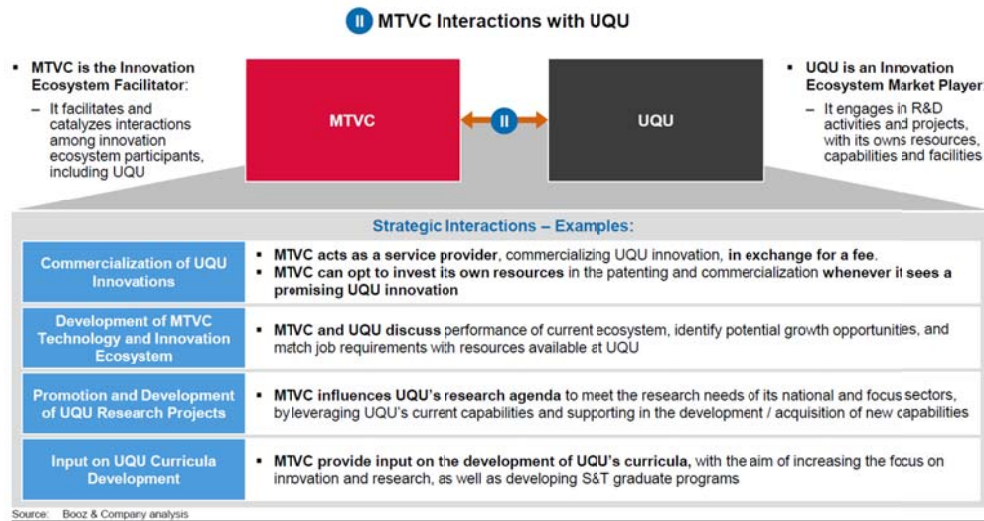 II MTVC Interactions with UQU
▪ MTVC is the Innovation
Ecosystem Facilitator:
– It facilitates and
catalyzes interactions
among innovation
ecosystem participants,
including UQU
MTVC
II
UQU
▪ UQU is an Innovation
Ecosystem Market Player:
– It engages in R&D
activities and projects,
with its owns resources,
capabilities and facilities
Strategic Interactions – Examples:
Commercialization of UQU
Innovations
▪ MTVC acts as a service provider, commercializing UQU innovation, in exchange for a fee.
▪ MTVC can opt to invest its own resources in the patenting and commercialization whenever it sees a
promising UQU innovation
Development of MTVC
Technology and Innovation
Ecosystem
▪ MTVC and UQU discuss performance of current ecosystem, identify potential growth opportunities, and
match job requirements with resources available at UQU
Promotion and Development
of UQU Research Projects
▪ MTVC influences UQU's research agenda to meet the research needs of its national and focus sectors,
by leveraging UQU's current capabilities and supporting in the development / acquisition of new capabilities
Input on UQU Curricula
Development
▪ MTVC provide input on the development of UQU's curricula, with the aim of increasing the focus on
innovation and research, as well as developing S&T graduate programs
Source: Booz & Company analysis